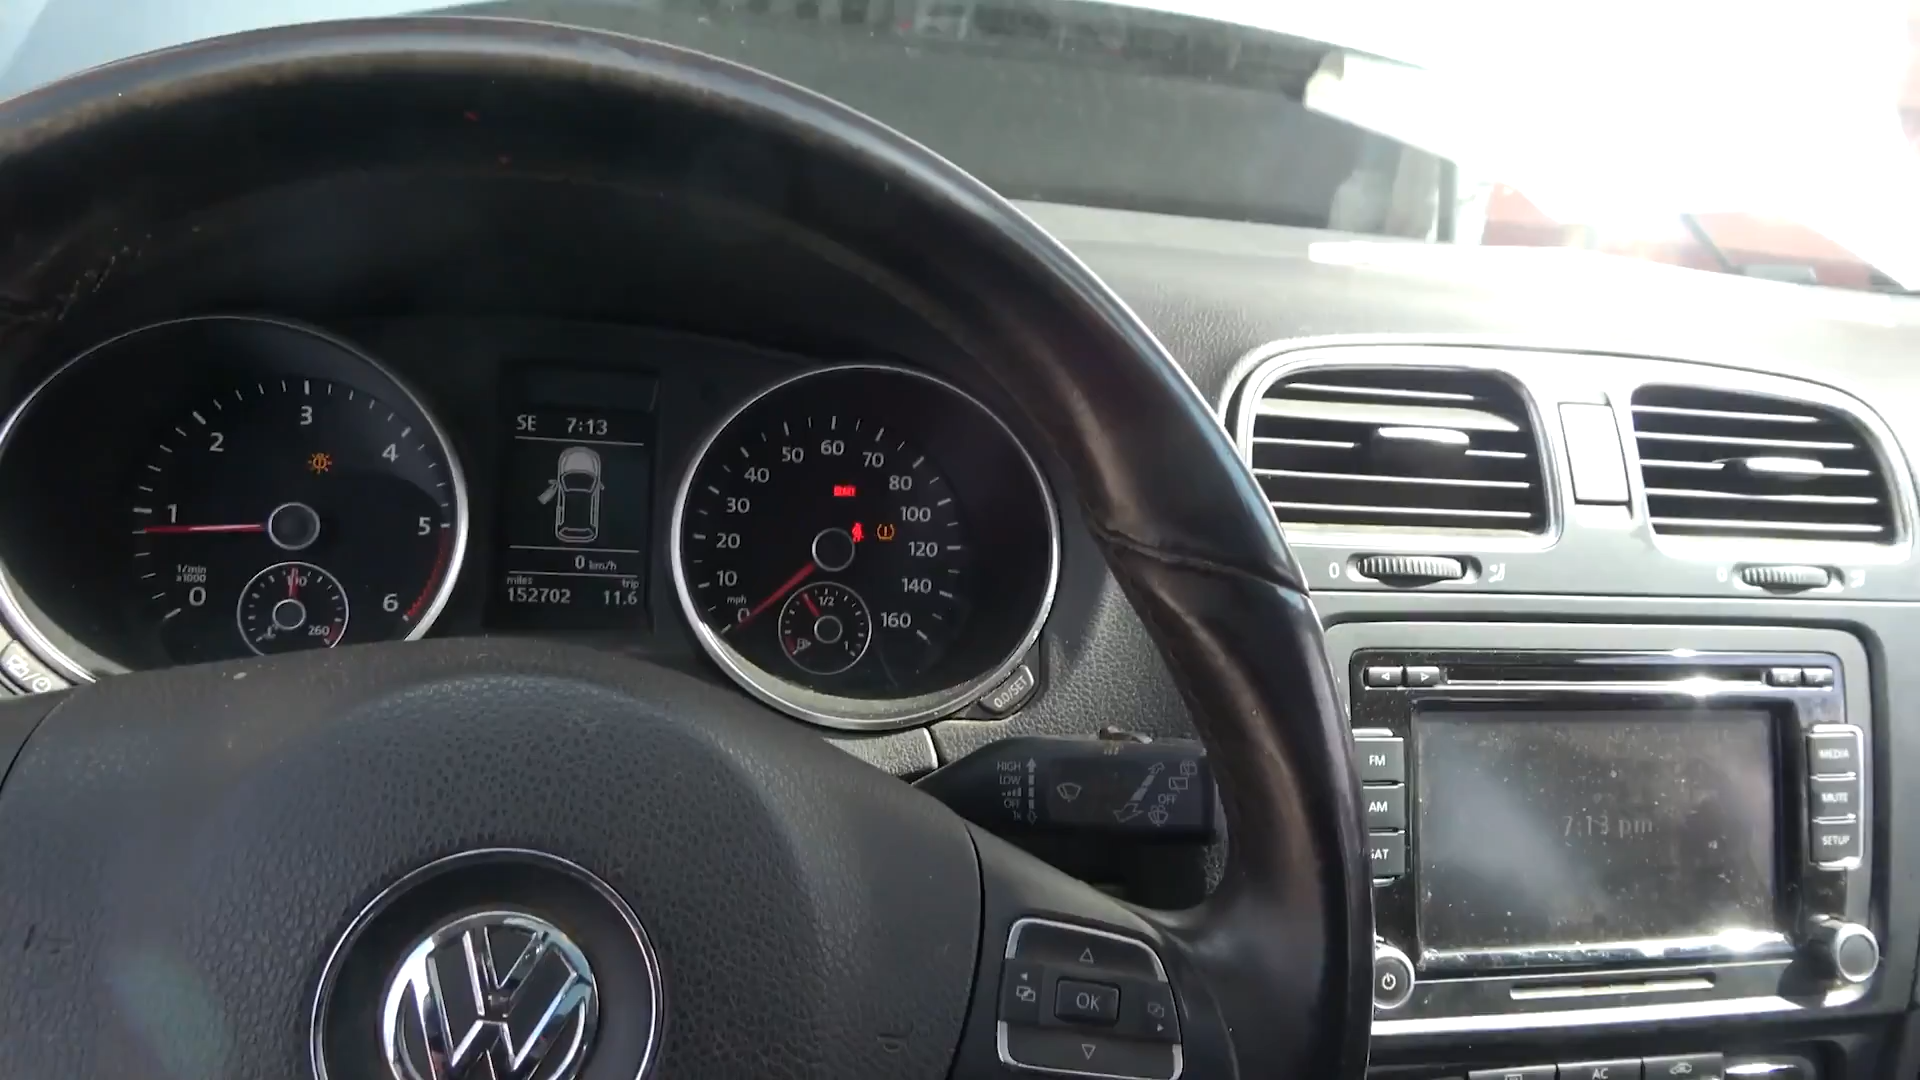 3
2
4
1
5
1/min
x1000
0
6
260
SE 7:13
0 km/h
miles
trip
152702
11.6
60
50
70
40
80
30
100
20
120
10
140
mph
0
160
1/2
1
0.0/SET
HIGH
LOW
OFF
1x
OFF
OK
0
FM
AM
SAT
MEDIA
MUTE
SETUP
7:13 pm
AC